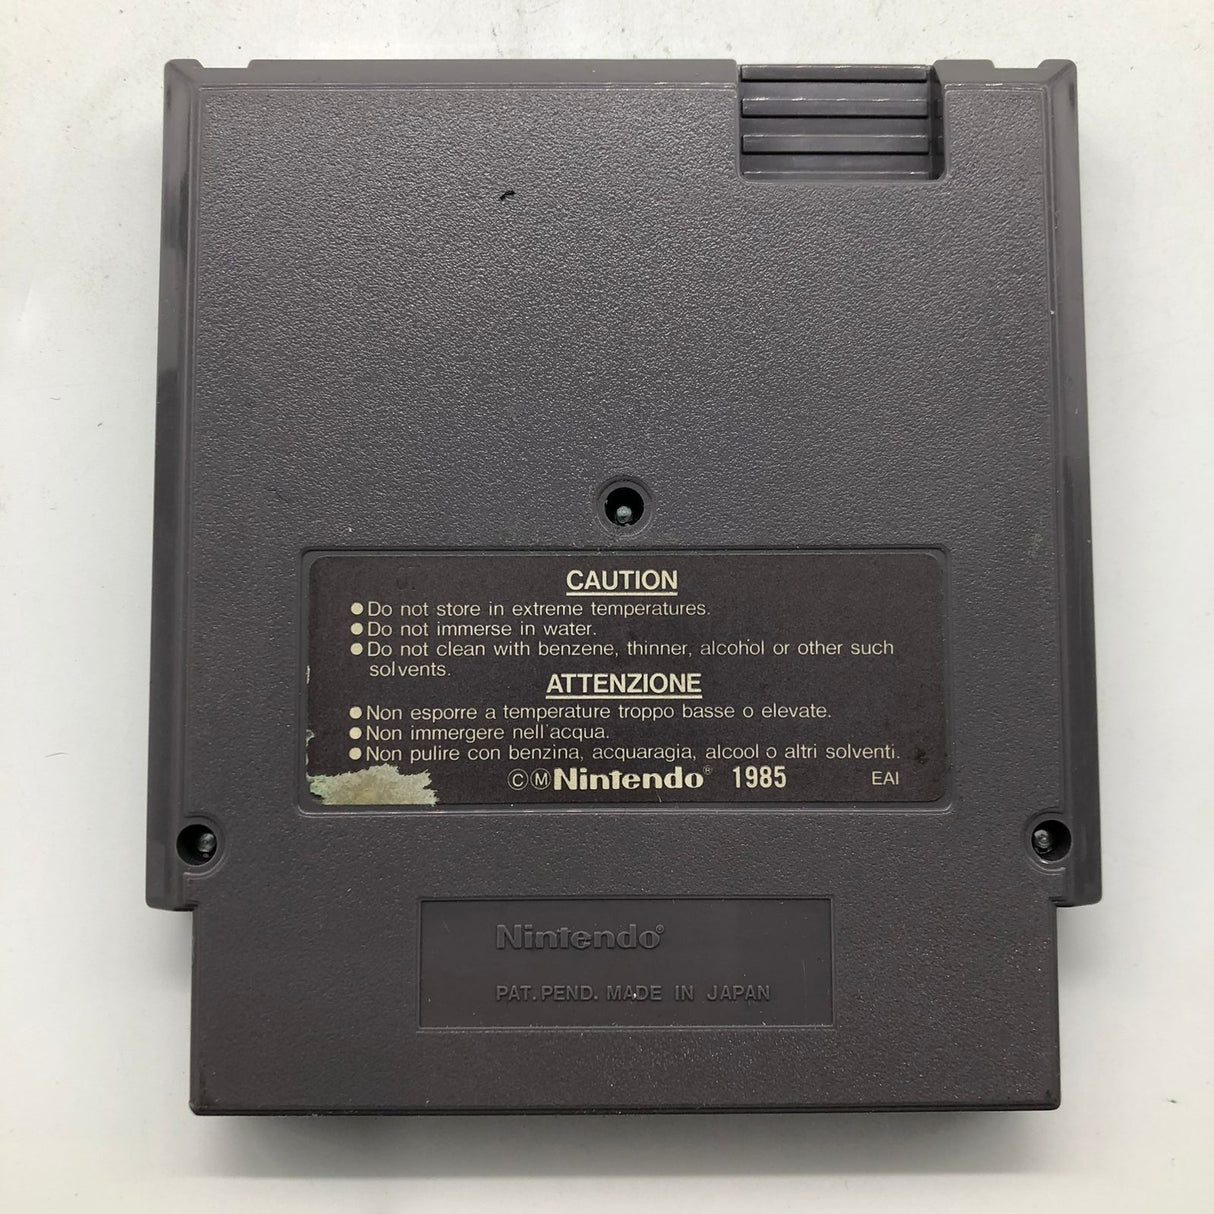 CAUTION
●Do not store in extreme temperatures.
●Do not immerse in water.
●Do not clean with benzene, thinner, alcohol or other such
solvents.
ATTENZIONE
●Non esporre a temperature troppo basse o elevate.
●Non immergere nell'acqua.
●Non pulire con benzina, acquaragia, alcool o altri solventi.
ⒸⓂNintendo® 1985 EAI
Nintendo®
PAT. PEND. MADE IN JAPAN